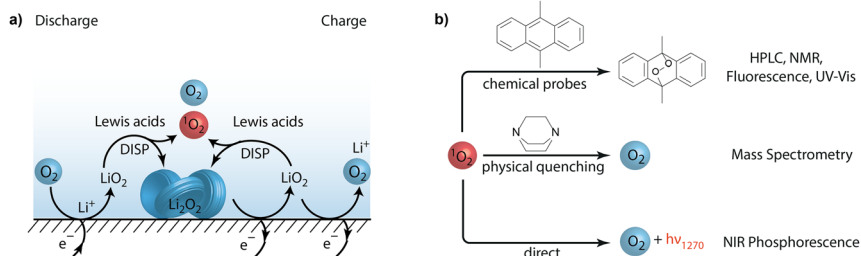 a) Discharge Charge
O2
Lewis acids 1O2 Lewis acids
DISP DISP
Li+
O2 LiO2 LiO2 O2
Li2O2
Li+
e− e− e−
b)
chemical probes
O
O
HPLC, NMR,
Fluorescence, UV-Vis
N N
1O2 O2 Mass Spectrometry
physical quenching
O2 + hν1270 NIR Phosphorescence
direct